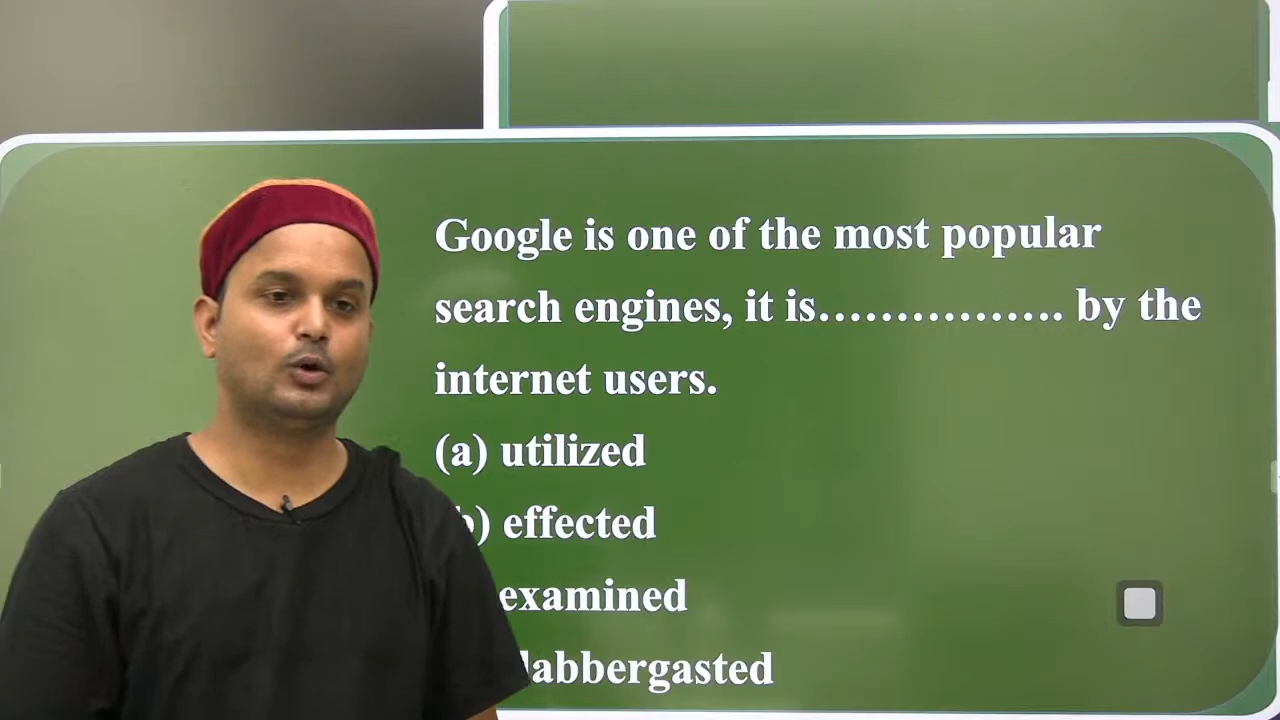 Google is one of the most popular
search engines, it is................ by the
internet users.
(a) utilized
b) effected
examined
labbergasted